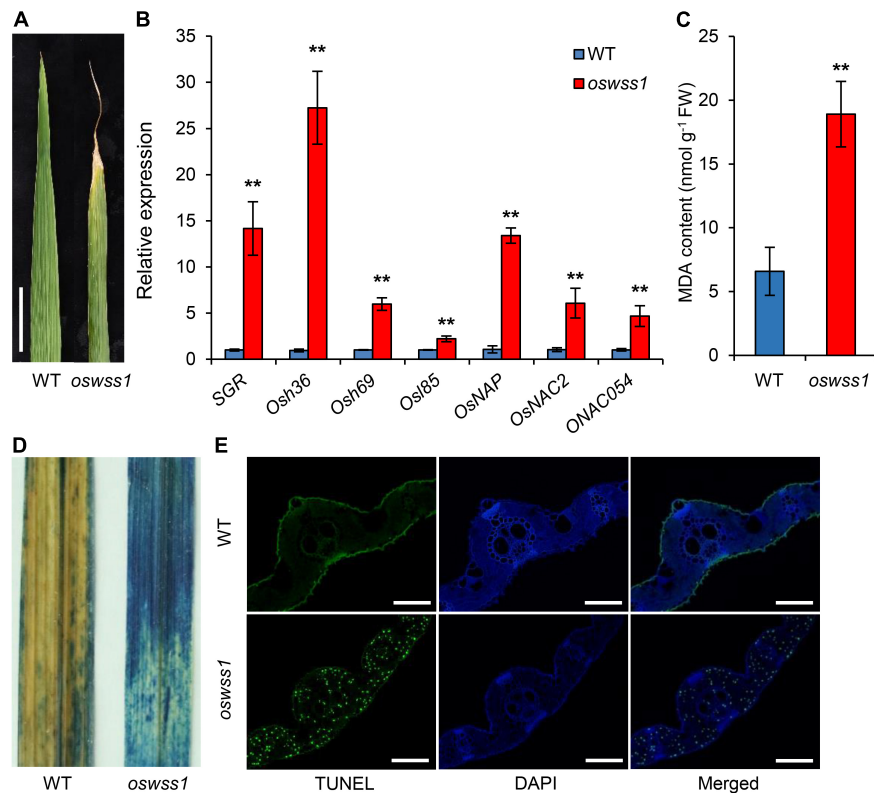 A
WT oswss1
B
Relative expression
35
30
25
20
15
10
5
0
WT
oswss1
**
**
**
**
**
**
**
SGR
Osh36
Osh69
Osl85
OsNAP
OsNAC2
ONAC054
C
MDA content (nmol g⁻¹ FW)
25
20
15
10
5
0
**
WT oswss1
D
WT oswss1
E
WT
oswss1
TUNEL DAPI Merged